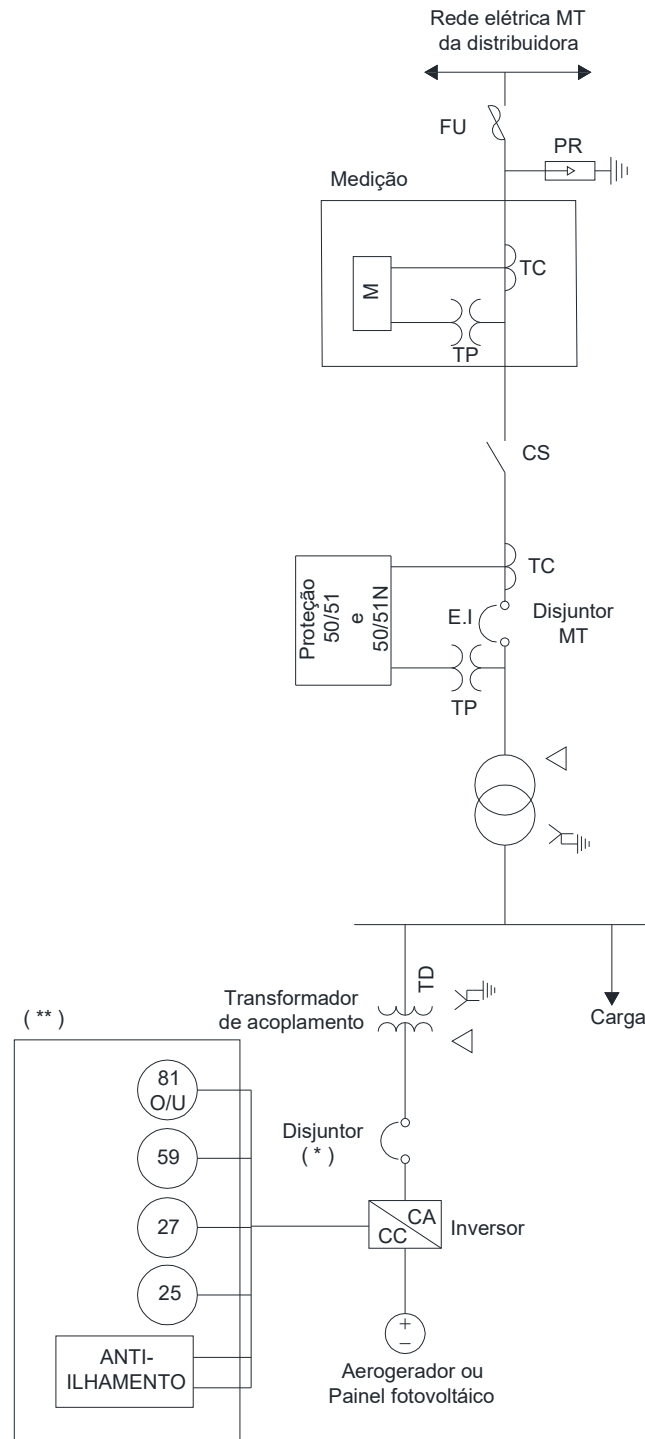 Rede elétrica MT
da distribuidora
FU
PR
Medição
TC
M
TP
CS
Proteção
50/51
e
50/51N
TC
E.I
Disjuntor
MT
TP
TD
Transformador
de acoplamento
Carga
( ** )
81
O/U
59
27
25
ANTI-
ILHAMENTO
Disjuntor
( * )
CA
CC
Inversor
+
−
Aerogerador ou
Painel fotovoltáico